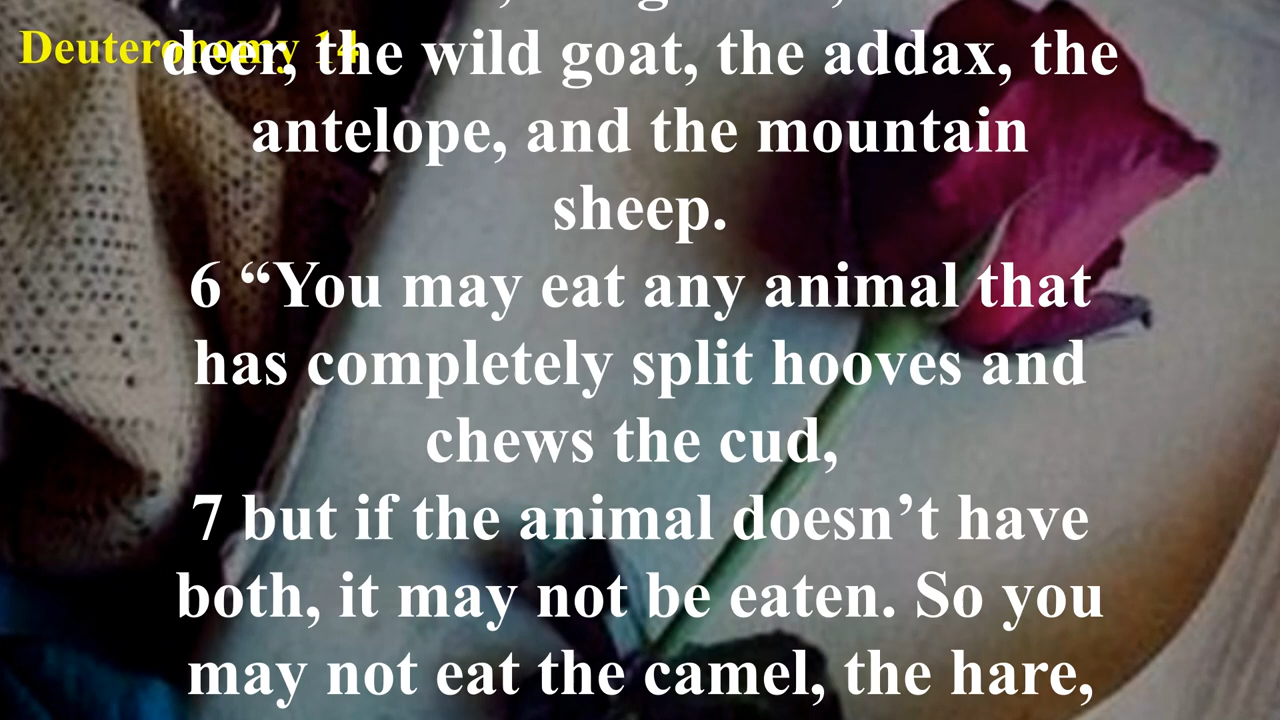 Deuteronomy 14
deer, the wild goat, the addax, the
antelope, and the mountain
sheep.
6 “You may eat any animal that
has completely split hooves and
chews the cud,
7 but if the animal doesn’t have
both, it may not be eaten. So you
may not eat the camel, the hare,